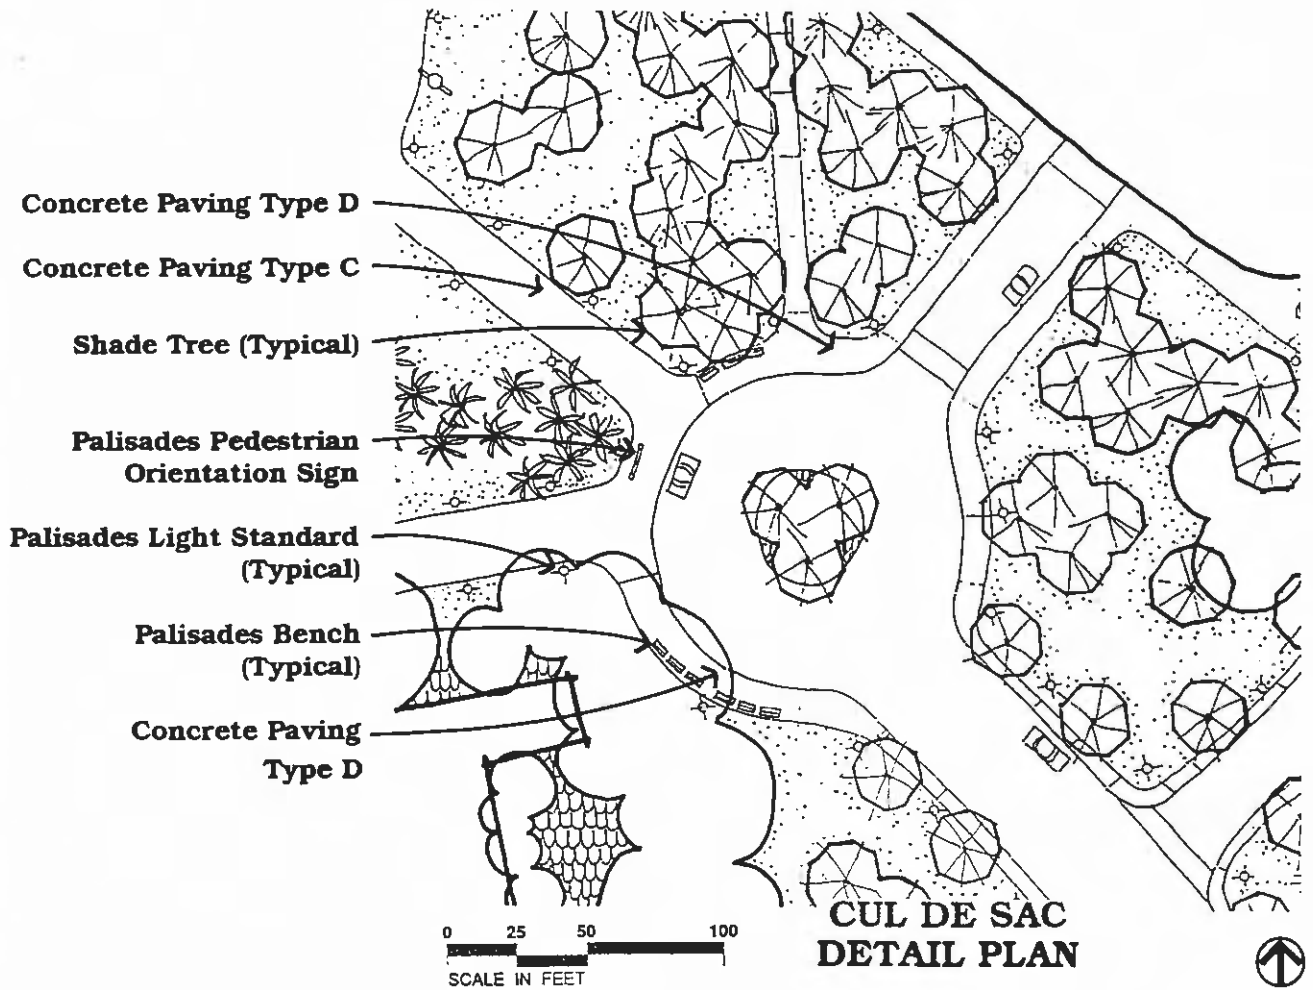 Concrete Paving Type D
Concrete Paving Type C
Shade Tree (Typical)
Palisades Pedestrian
Orientation Sign
Palisades Light Standard
(Typical)
Palisades Bench
(Typical)
Concrete Paving
Type D
0 25 50 100
SCALE IN FEET
CUL DE SAC
DETAIL PLAN